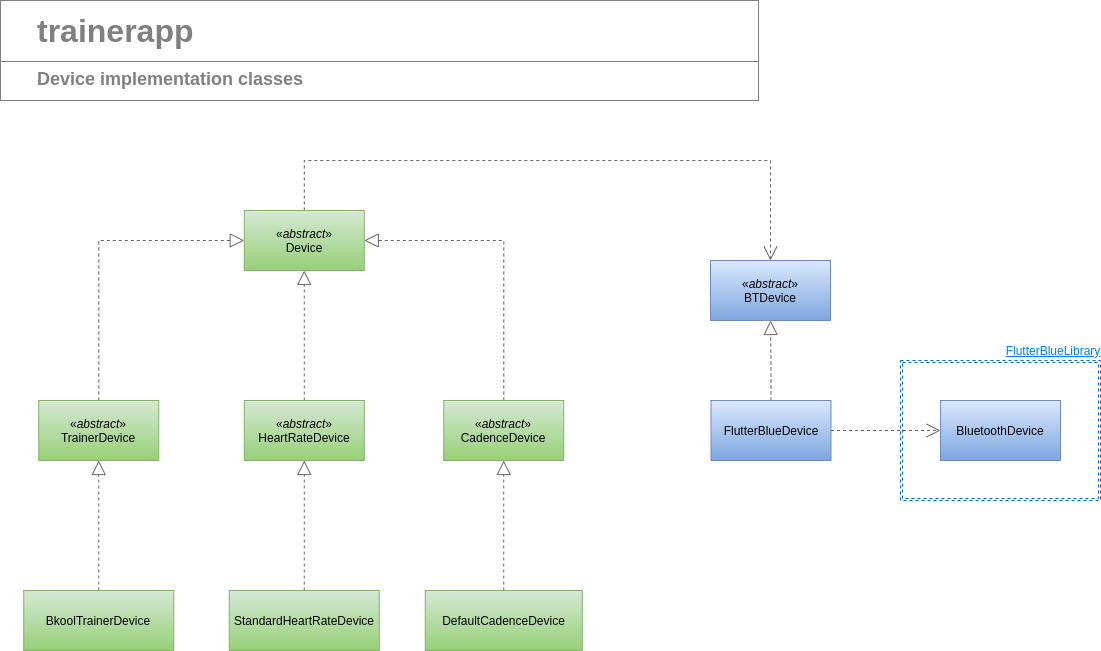 trainerapp
Device implementation classes
«abstract»
Device
«abstract»
BTDevice
FlutterBlueLibrary
«abstract»
TrainerDevice
«abstract»
HeartRateDevice
«abstract»
CadenceDevice
FlutterBlueDevice
BluetoothDevice
BkoolTrainerDevice
StandardHeartRateDevice
DefaultCadenceDevice